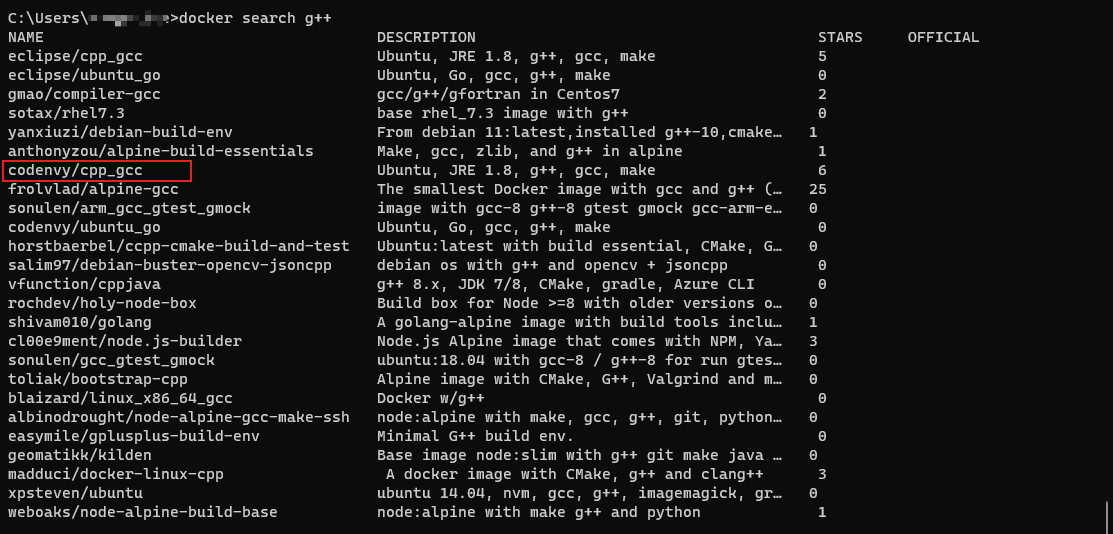 C:\Users\ e>docker search g++
NAME DESCRIPTION STARS OFFICIAL
eclipse/cpp_gcc Ubuntu, JRE 1.8, g++, gcc, make 5
eclipse/ubuntu_go Ubuntu, Go, gcc, g++, make 0
gmao/compiler-gcc gcc/g++/gfortran in Centos7 2
sotax/rhel7.3 base rhel_7.3 image with g++ 0
yanxiuzi/debian-build-env From debian 11:latest,installed g++-10,cmake… 1
anthonyzou/alpine-build-essentials Make, gcc, zlib, and g++ in alpine 1
codenvy/cpp_gcc Ubuntu, JRE 1.8, g++, gcc, make 6
frolvlad/alpine-gcc The smallest Docker image with gcc and g++ (… 25
sonulen/arm_gcc_gtest_gmock image with gcc-8 g++-8 gtest gmock gcc-arm-e… 0
codenvy/ubuntu_go Ubuntu, Go, gcc, g++, make 0
horstbaerbel/ccpp-cmake-build-and-test Ubuntu:latest with build essential, CMake, G… 0
salim97/debian-buster-opencv-jsoncpp debian os with g++ and opencv + jsoncpp 0
vfunction/cppjava g++ 8.x, JDK 7/8, CMake, gradle, Azure CLI 0
rochdev/holy-node-box Build box for Node >=8 with older versions o… 0
shivam010/golang A golang-alpine image with build tools inclu… 1
cl00e9ment/node.js-builder Node.js Alpine image that comes with NPM, Ya… 3
sonulen/gcc_gtest_gmock ubuntu:18.04 with gcc-8 / g++-8 for run gtes… 0
toliak/bootstrap-cpp Alpine image with CMake, G++, Valgrind and m… 0
blaizard/linux_x86_64_gcc Docker w/g++ 0
albinodrought/node-alpine-gcc-make-ssh node:alpine with make, gcc, g++, git, python… 0
easymile/gplusplus-build-env Minimal G++ build env. 0
geomatikk/kilden Base image node:slim with g++ git make java … 0
madduci/docker-linux-cpp A docker image with CMake, g++ and clang++ 3
xpsteven/ubuntu ubuntu 14.04, nvm, gcc, g++, imagemagick, gr… 0
weboaks/node-alpine-build-base node:alpine with make g++ and python 1